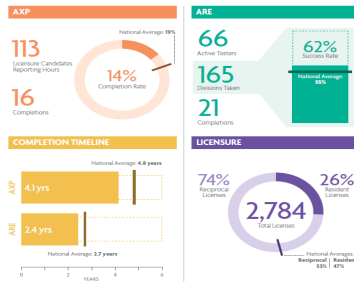 AXP
National Average: 19%
113
Licensure Candidates
Reporting Hours
14%
Completion Rate
16
Completions
ARE
66
Active Testers
62%
Success Rate
165
Divisions Taken
National Average:
58%
21
Completions
COMPLETION TIMELINE
National Average: 4.8 years
AXP
4.1 yrs
ARE
2.4 yrs
National Average: 2.7 years
0
2
4
6
YEARS
LICENSURE
74%
Reciprocal
Licenses
26%
Resident
Licenses
2,784
Total Licenses
National Averages:
Reciprocal | Resident
53% | 47%